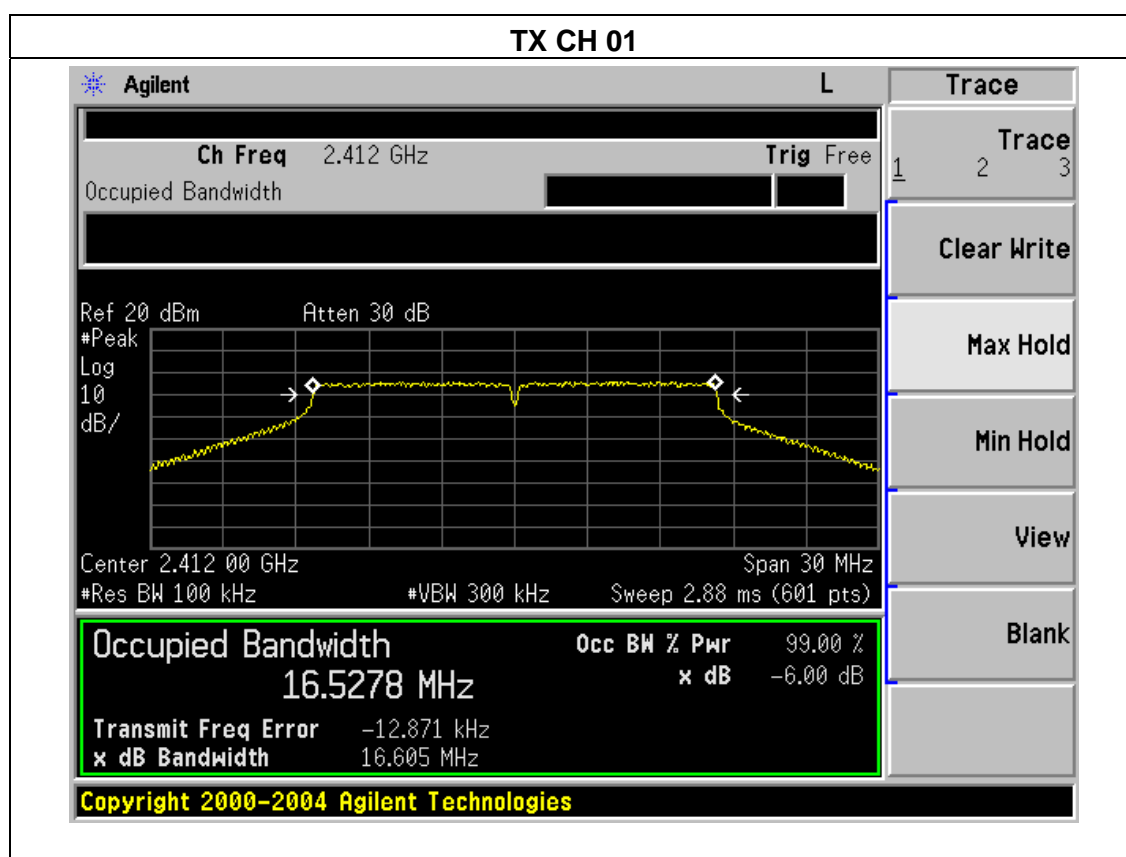 TX CH 01
Agilent L Trace
Ch Freq 2.412 GHz Trig Free
Occupied Bandwidth
Trace
1 2 3
Clear Write
Max Hold
Min Hold
View
Blank
Ref 20 dBm Atten 30 dB
#Peak
Log
10
dB/
Center 2.412 00 GHz Span 30 MHz
#Res BW 100 kHz #VBW 300 kHz Sweep 2.88 ms (601 pts)
Occupied Bandwidth Occ BW % Pwr 99.00 %
16.5278 MHz x dB -6.00 dB
Transmit Freq Error -12.871 kHz
x dB Bandwidth 16.605 MHz
Copyright 2000-2004 Agilent Technologies